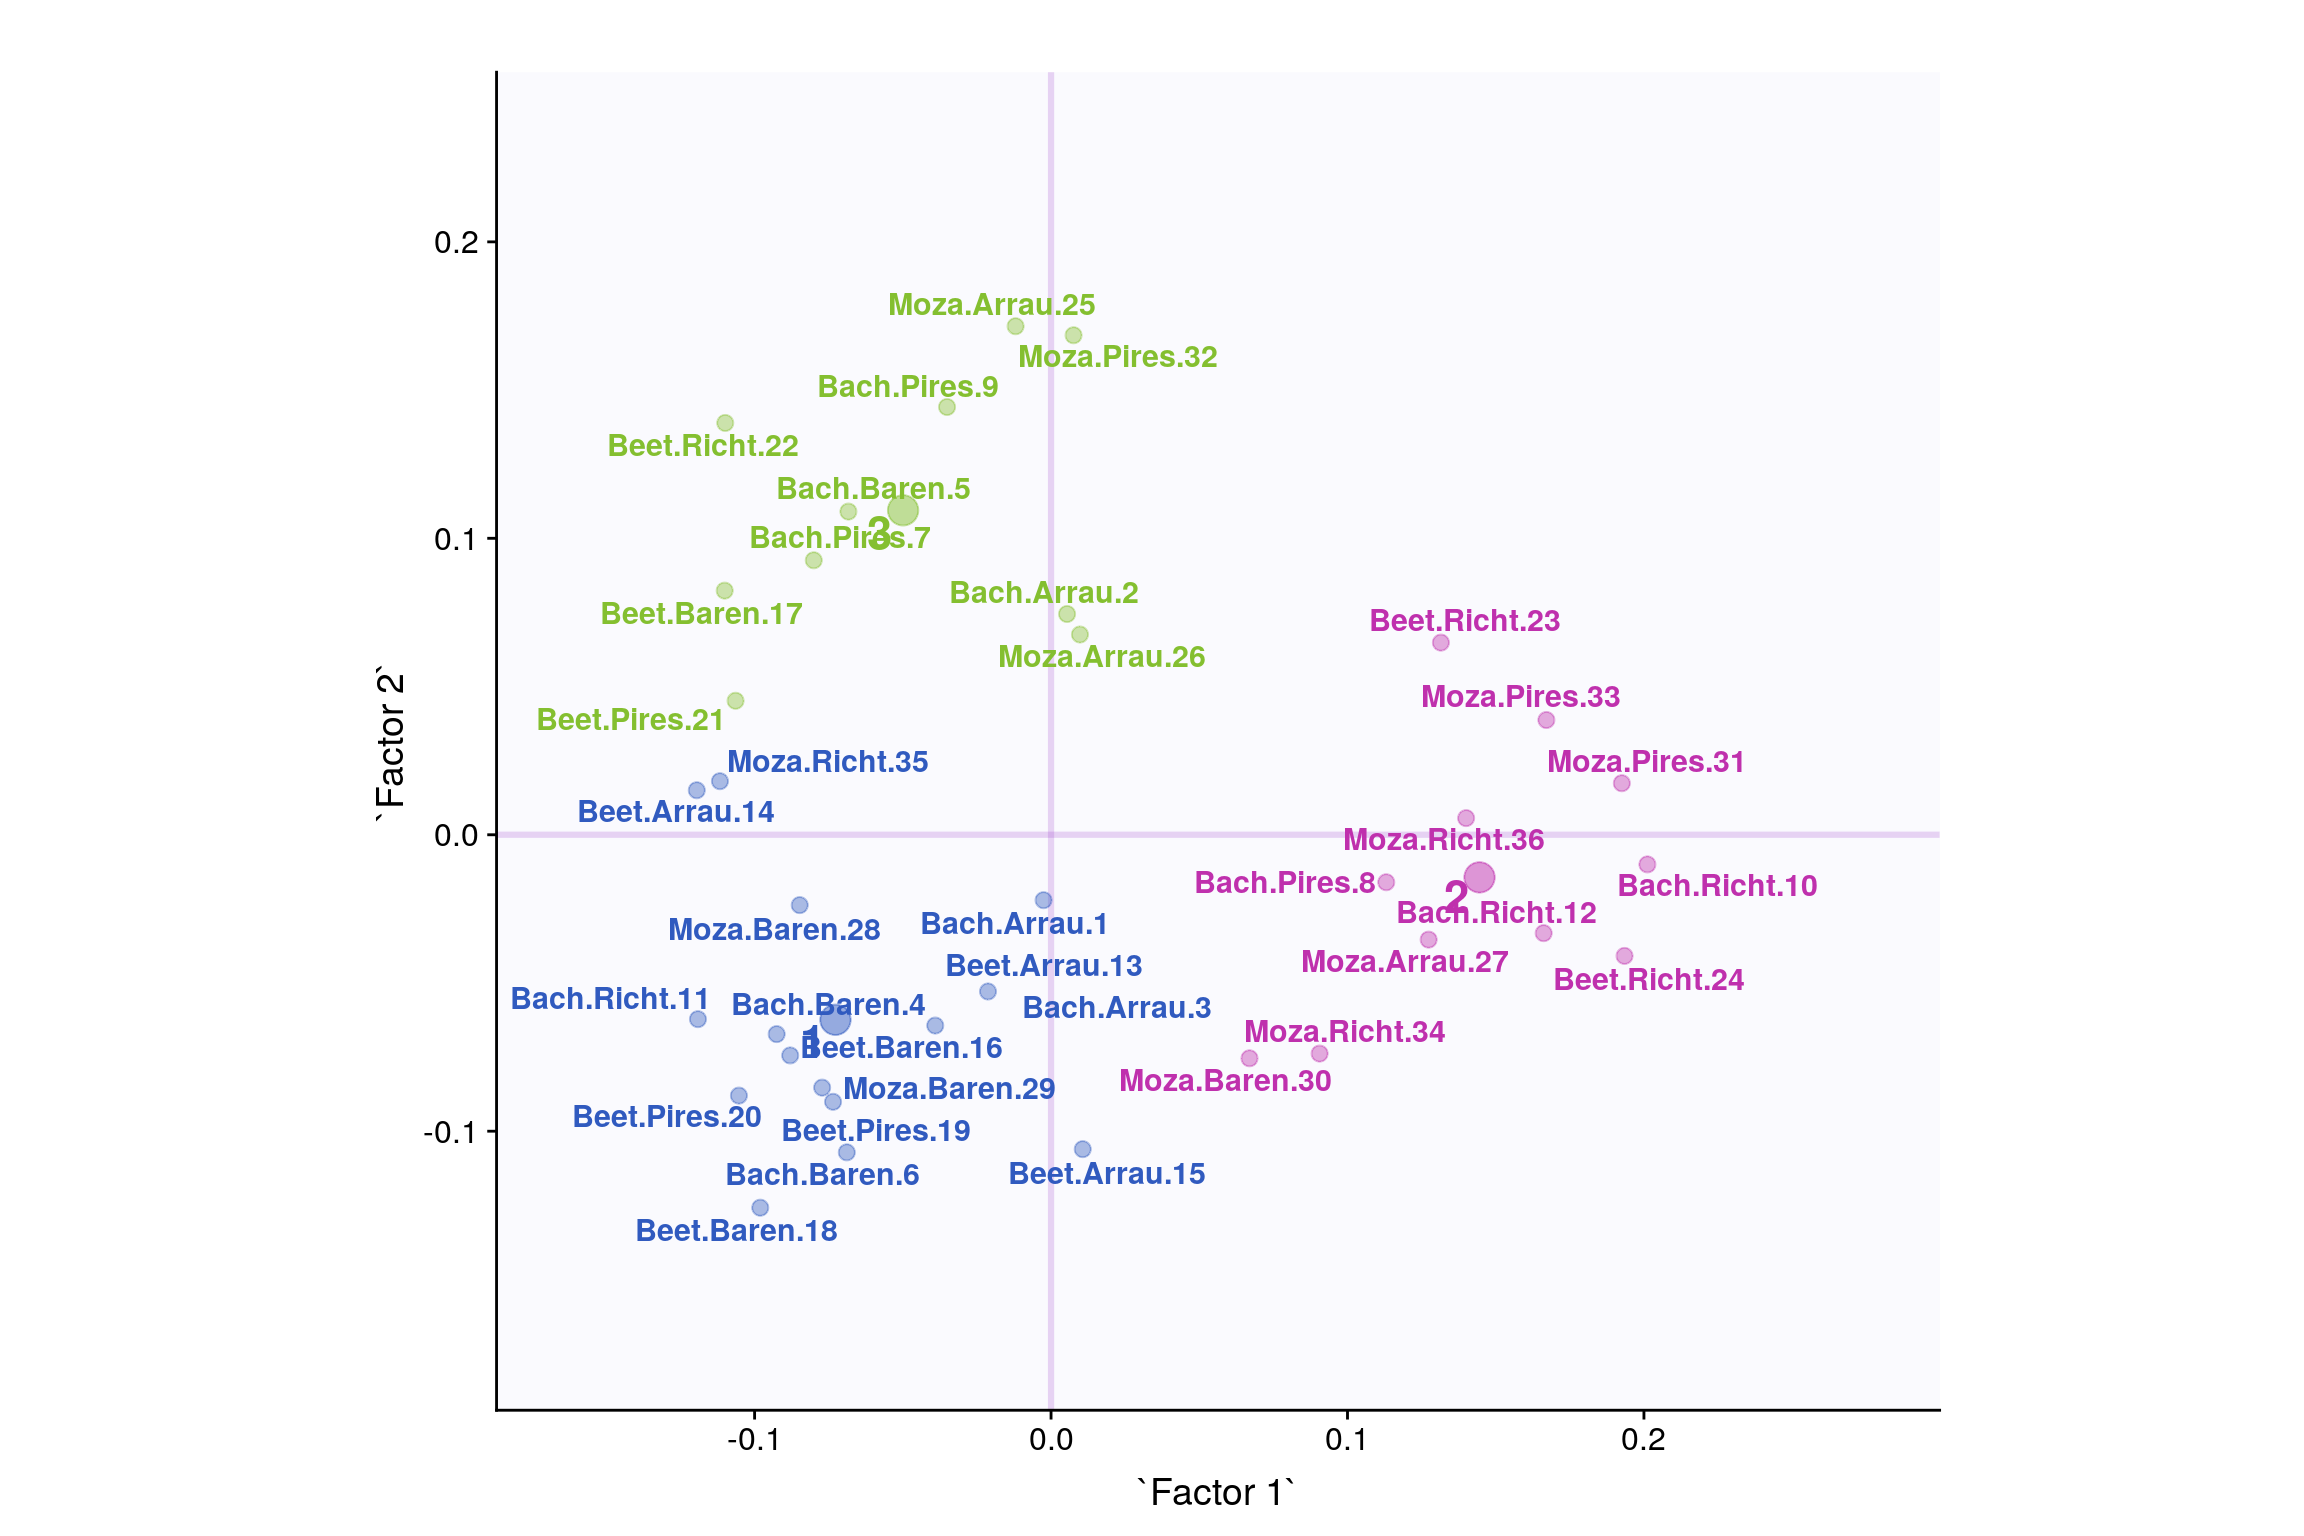 0.2
Moza.Arrau.25
Moza.Pires.32
Bach.Pires.9
Beet.Richt.22
Bach.Baren.5
3
Bach.Pires.7
0.1
Bach.Arrau.2
Beet.Baren.17
Beet.Richt.23
Moza.Arrau.26
Moza.Pires.33
Beet.Pires.21
`Factor 2`
Moza.Richt.35
Moza.Pires.31
Beet.Arrau.14
0.0
Moza.Richt.36
Bach.Pires.8
Bach.Richt.10
2
Bach.Richt.12
Moza.Baren.28
Bach.Arrau.1
Beet.Arrau.13
Moza.Arrau.27
Beet.Richt.24
Bach.Richt.11
Bach.Baren.4
Bach.Arrau.3
Moza.Richt.34
1
Beet.Baren.16
Moza.Baren.30
Moza.Baren.29
Beet.Pires.20
-0.1
Beet.Pires.19
Bach.Baren.6
Beet.Arrau.15
Beet.Baren.18
-0.1
0.0
0.1
0.2
`Factor 1`